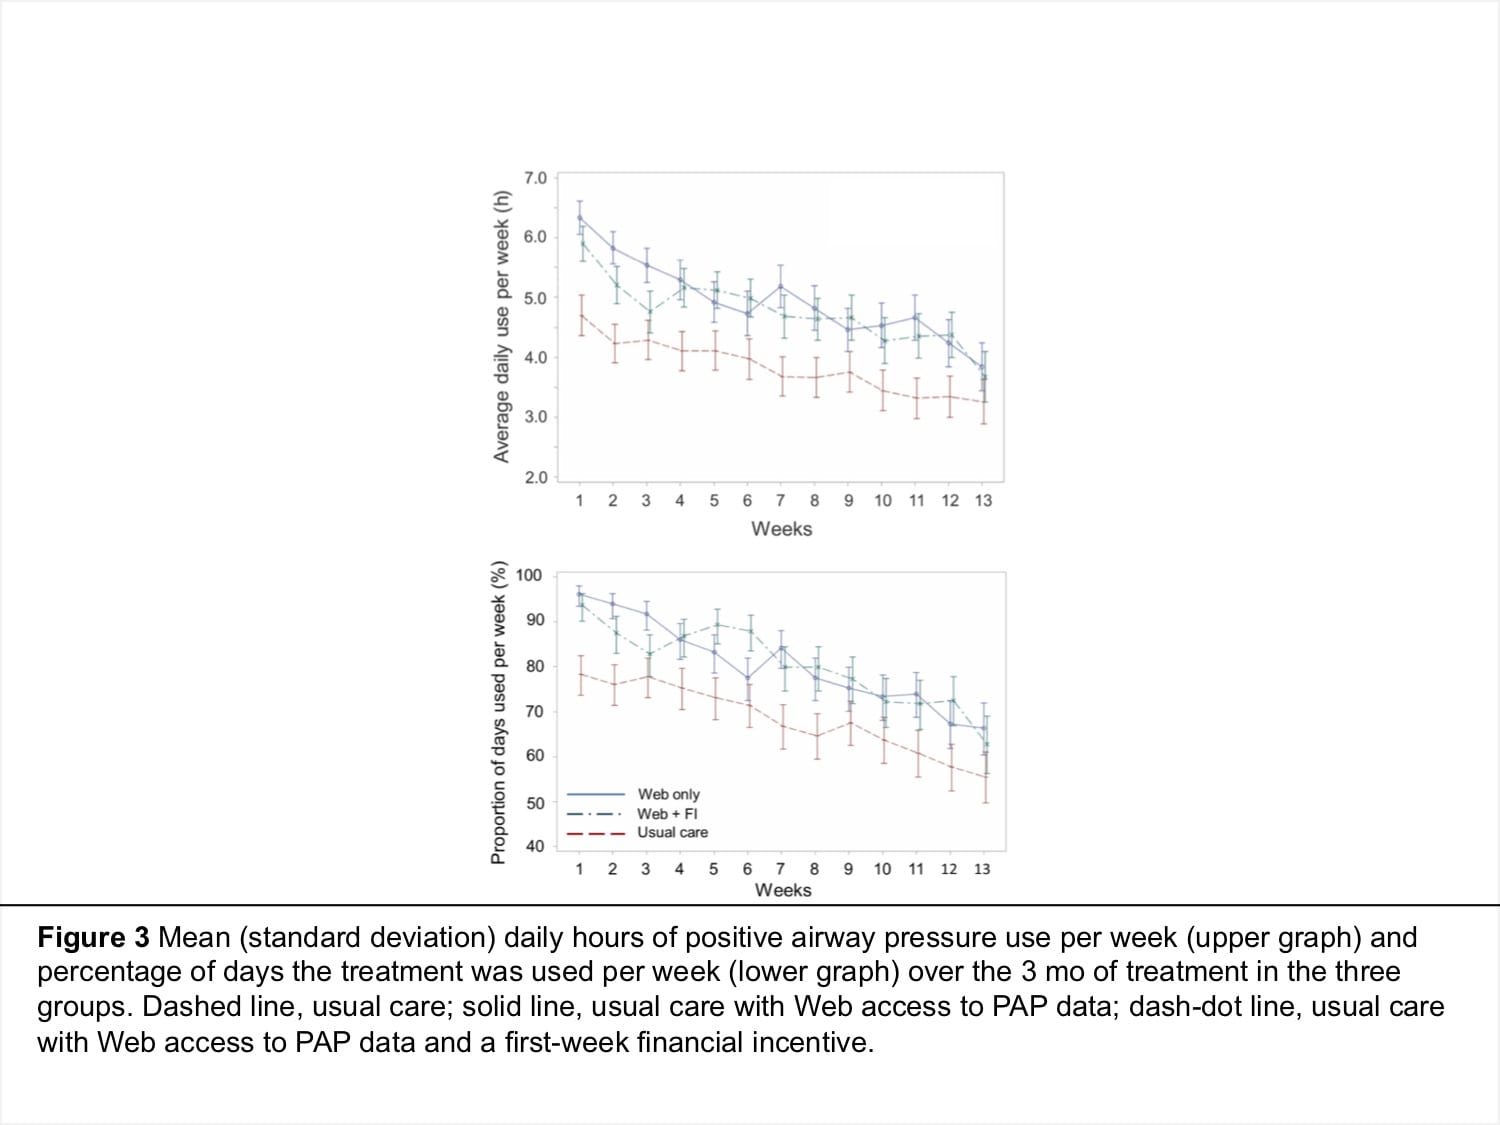 Average daily use per week (h)
7.0
6.0
5.0
4.0
3.0
2.0
1 2 3 4 5 6 7 8 9 10 11 12 13
Weeks
Proportion of days used per week (%)
100
90
80
70
60
50
40
Web only
Web + FI
Usual care
1 2 3 4 5 6 7 8 9 10 11 12 13
Weeks
Figure 3 Mean (standard deviation) daily hours of positive airway pressure use per week (upper graph) and
percentage of days the treatment was used per week (lower graph) over the 3 mo of treatment in the three
groups. Dashed line, usual care; solid line, usual care with Web access to PAP data; dash-dot line, usual care
with Web access to PAP data and a first-week financial incentive.